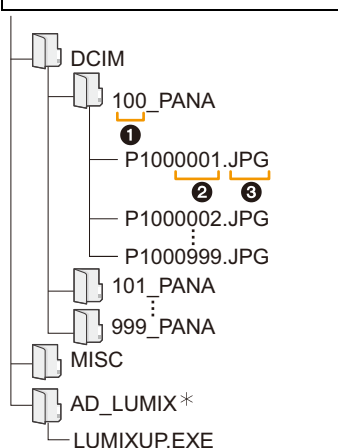 DCIM
100_PANA
❶
P1000001.JPG
❷ ❸
P1000002.JPG
P1000999.JPG
101_PANA
999_PANA
MISC
AD_LUMIX＊
LUMIXUP.EXE